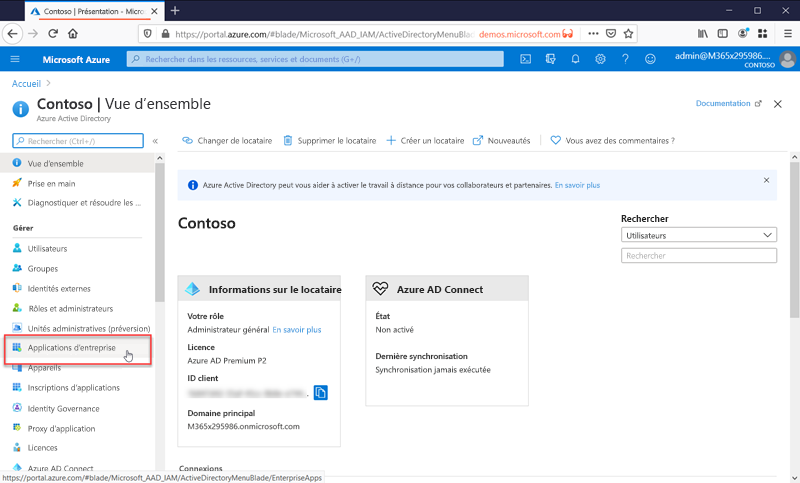 Contoso | Présentation - Micros
https://portal.azure.com/#blade/Microsoft_AAD_IAM/ActiveDirectoryMenuBlad
demos.microsoft.com
Microsoft Azure
Rechercher dans les ressources, services et documents (G+/)
admin@M365x295986....
CONTOSO
Accueil
Contoso | Vue d'ensemble
Azure Active Directory
Documentation
Rechercher (Ctrl+/)
Changer de locataire
Supprimer le locataire
Créer un locataire
Nouveautés
Vous avez des commentaires ?
Vue d'ensemble
Prise en main
Diagnostiquer et résoudre les ...
Gérer
Utilisateurs
Groupes
Identités externes
Rôles et administrateurs
Unités administratives (préversion)
Applications d'entreprise
Appareils
Inscriptions d'applications
Identity Governance
Proxy d'application
Licences
Azure AD Connect
Azure Active Directory peut vous aider à activer le travail à distance pour vos collaborateurs et partenaires. En savoir plus
Contoso
Rechercher
Utilisateurs
Rechercher
Informations sur le locataire
Votre rôle
Administrateur général En savoir plus
Licence
Azure AD Premium P2
ID client
Domaine principal
M365x295986.onmicrosoft.com
Azure AD Connect
État
Non activé
Dernière synchronisation
Synchronisation jamais exécutée
Connexions
https://portal.azure.com/#blade/Microsoft_AAD_IAM/ActiveDirectoryMenuBlade/EnterpriseApps